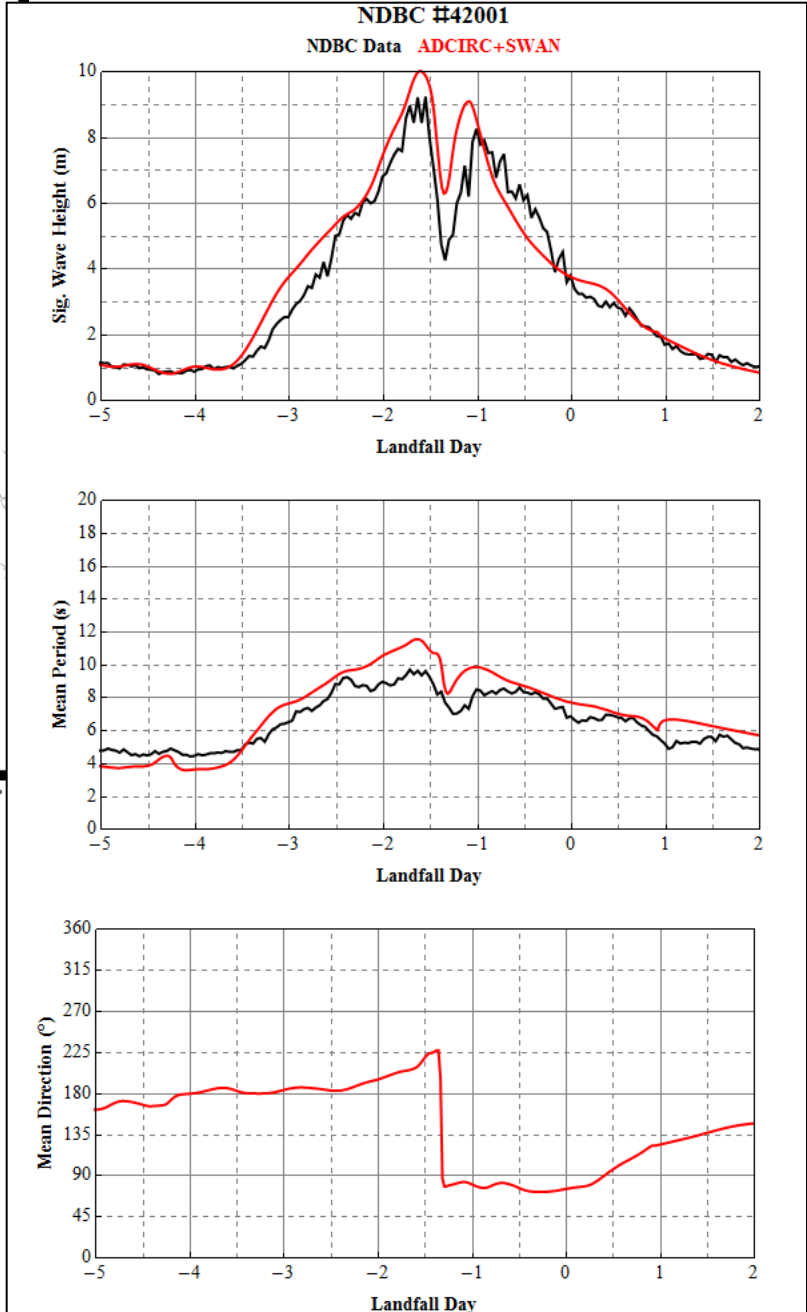 NDBC #42001
NDBC Data ADCIRC+SWAN
10
8
6
4
2
0
Sig. Wave Height (m)
−5 −4 −3 −2 −1 0 1 2
Landfall Day
20
18
16
14
12
10
8
6
4
2
0
Mean Period (s)
−5 −4 −3 −2 −1 0 1 2
Landfall Day
360
315
270
225
180
135
90
45
0
Mean Direction (°)
−5 −4 −3 −2 −1 0 1 2
Landfall Day